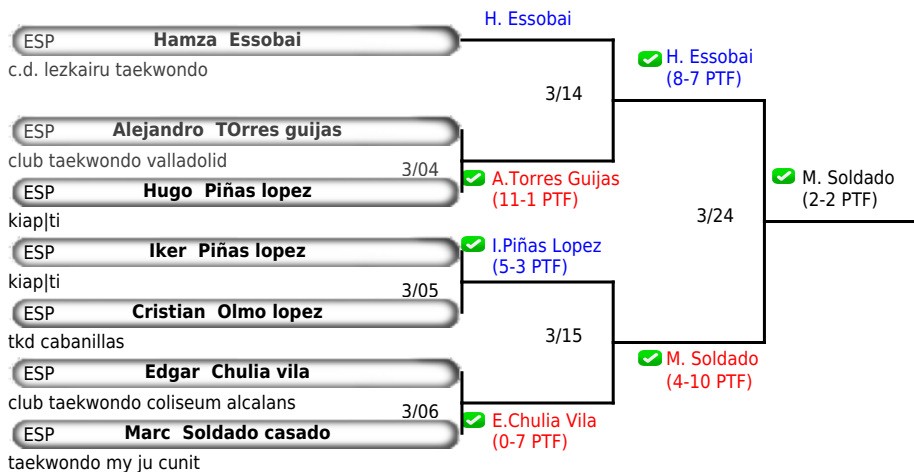 H. Essobai
ESP Hamza Essobai
c.d. lezkairu taekwondo
H. Essobai
(8-7 PTF)
3/14
ESP Alejandro TOrres guijas
club taekwondo valladolid
3/04
ESP Hugo Piñas lopez
kiap|ti
A.Torres Guijas
(11-1 PTF)
M. Soldado
(2-2 PTF)
3/24
ESP Iker Piñas lopez
kiap|ti
I.Piñas Lopez
(5-3 PTF)
3/05
ESP Cristian Olmo lopez
tkd cabanillas
3/15
M. Soldado
(4-10 PTF)
ESP Edgar Chulia vila
club taekwondo coliseum alcalans
3/06
ESP Marc Soldado casado
taekwondo my ju cunit
E.Chulia Vila
(0-7 PTF)